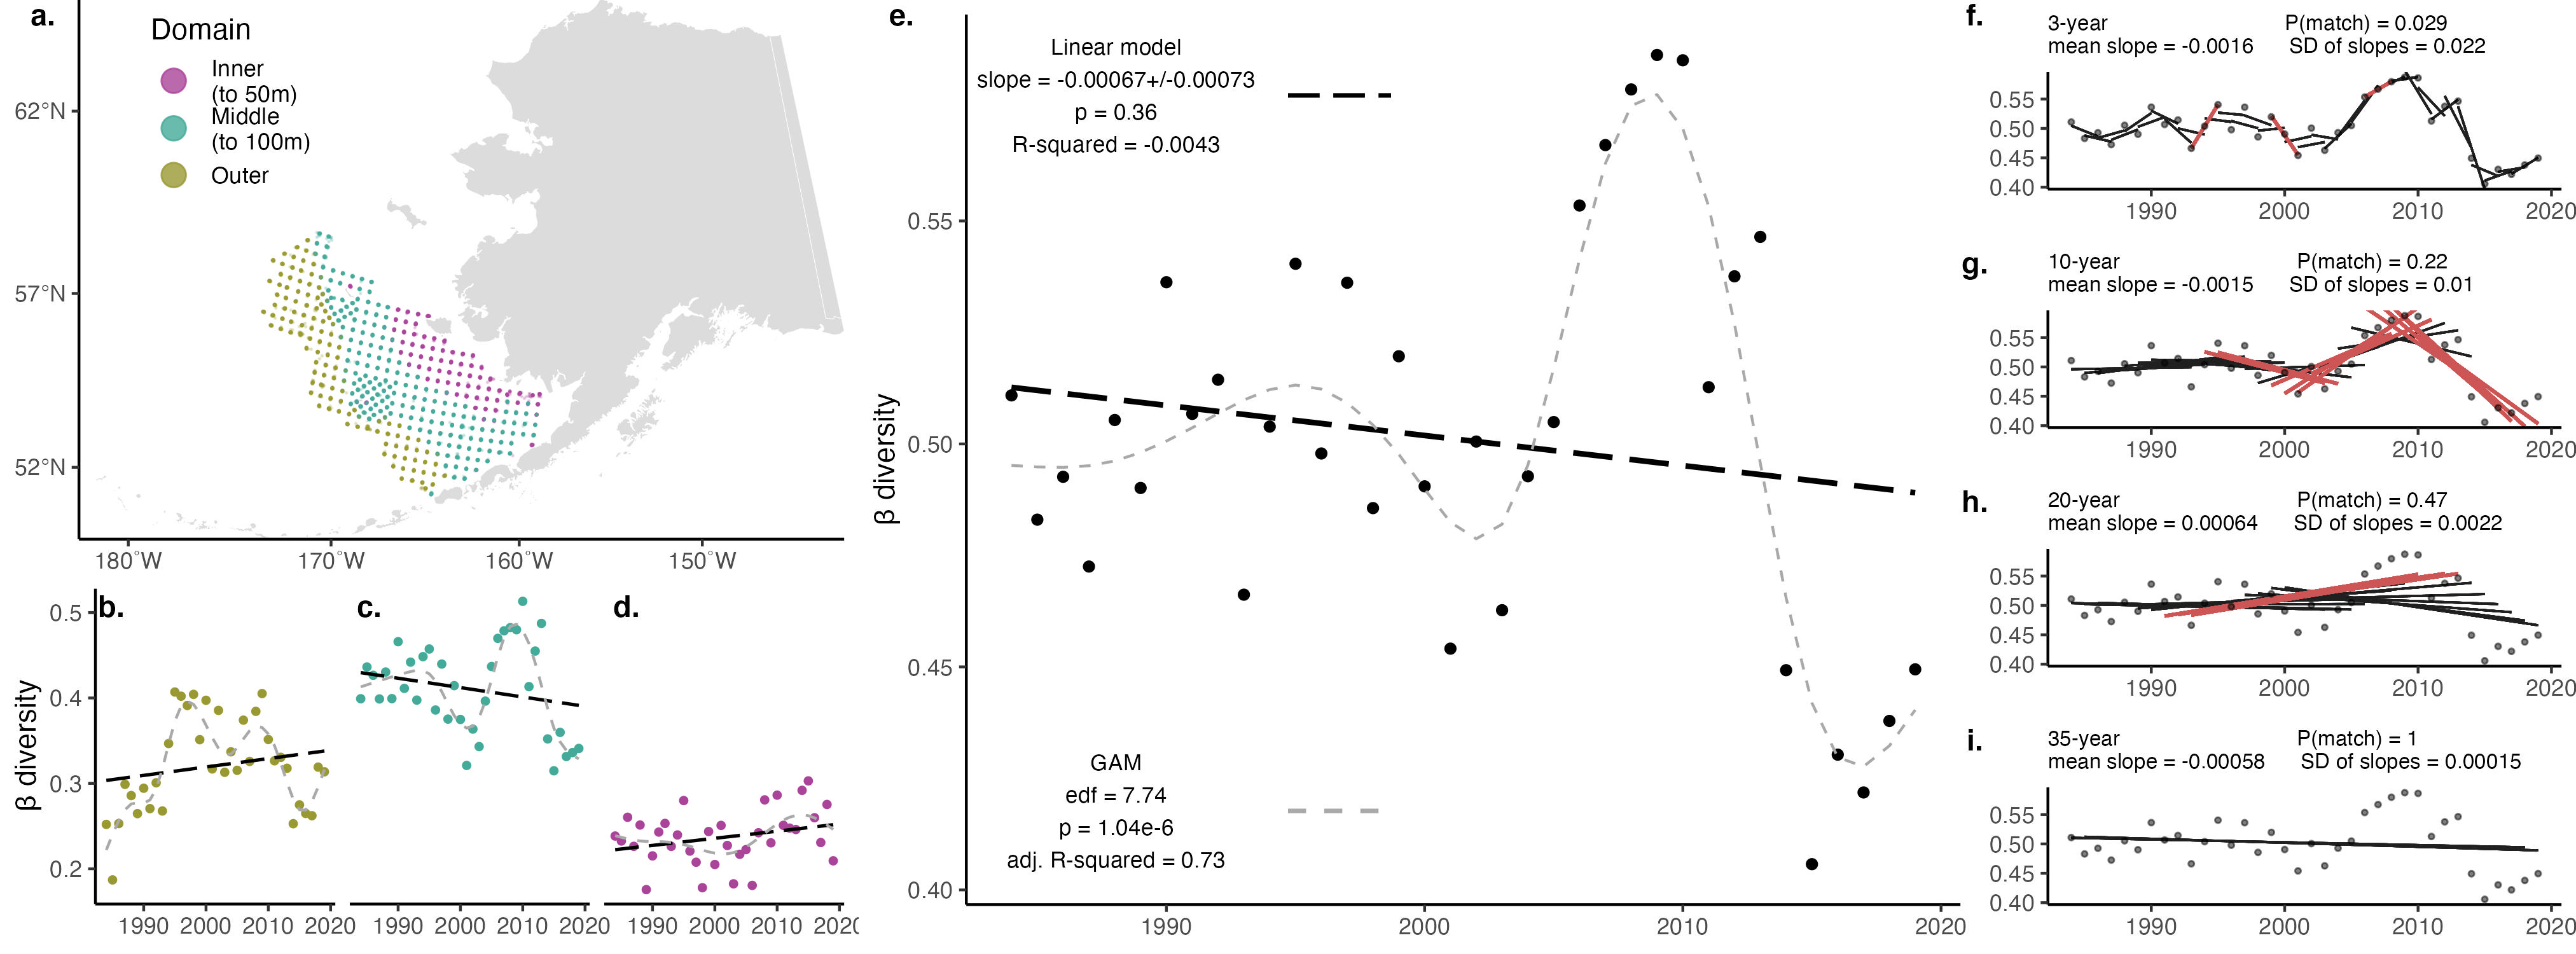 a.
Domain
Inner
(to 50m)
Middle
(to 100m)
Outer
62°N
57°N
52°N
180°W
170°W
160°W
150°W
b.
c.
d.
β diversity
0.5
0.4
0.3
0.2
1990 2000 2010 2020
1990 2000 2010 2020
1990 2000 2010 202
e.
Linear model
slope = -0.00067+/-0.00073
p = 0.36
R-squared = -0.0043
β diversity
0.55
0.50
0.45
0.40
GAM
edf = 7.74
p = 1.04e-6
adj. R-squared = 0.73
1990 2000 2010 2020
f.
3-year P(match) = 0.029
mean slope = -0.0016 SD of slopes = 0.022
0.55
0.50
0.45
0.40
1990 2000 2010 2020
g.
10-year P(match) = 0.22
mean slope = -0.0015 SD of slopes = 0.01
0.55
0.50
0.45
0.40
1990 2000 2010 2020
h.
20-year P(match) = 0.47
mean slope = 0.00064 SD of slopes = 0.0022
0.55
0.50
0.45
0.40
1990 2000 2010 2020
i.
35-year P(match) = 1
mean slope = -0.00058 SD of slopes = 0.00015
0.55
0.50
0.45
0.40
1990 2000 2010 2020